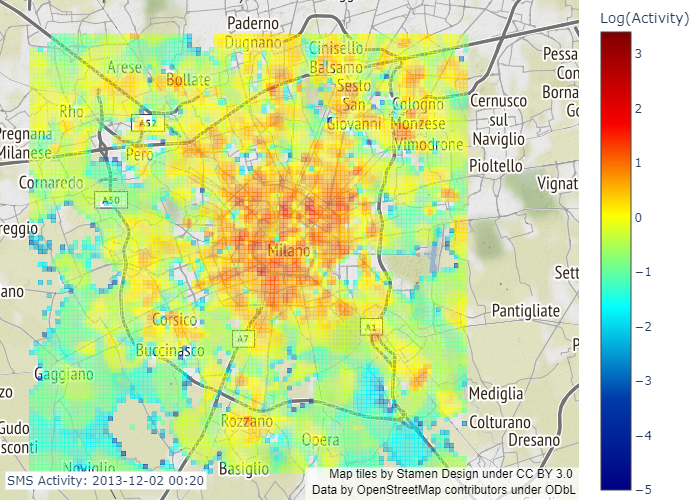 Log(Activity)
Paderno
Dugnano
Cinisello
Balsamo
Arese
Bollate
Sesto
San
Giovanni
Cologno
Monzese
Vimodrone
Cernusco
sul
Naviglio
Pioltello
Pessa
Con
Borna
Go
Rho
A52
Pero
Pregnana
Milanese
Cornaredo
A50
Vignat
reggio
Milano
Sett
ano
Pantigliate
P
Corsico
A7
A1
Buccinasco
Gaggiano
Mediglia
zo
Rozzano
Colturano
Dresano
Gudo
sconti
Opera
Noviglio
Basiglio
SMS Activity: 2013-12-02 00:20
Map tiles by Stamen Design under CC BY 3.0
Data by OpenStreetMap contributors under ODbL
3
2
1
0
−1
−2
−3
−4
−5